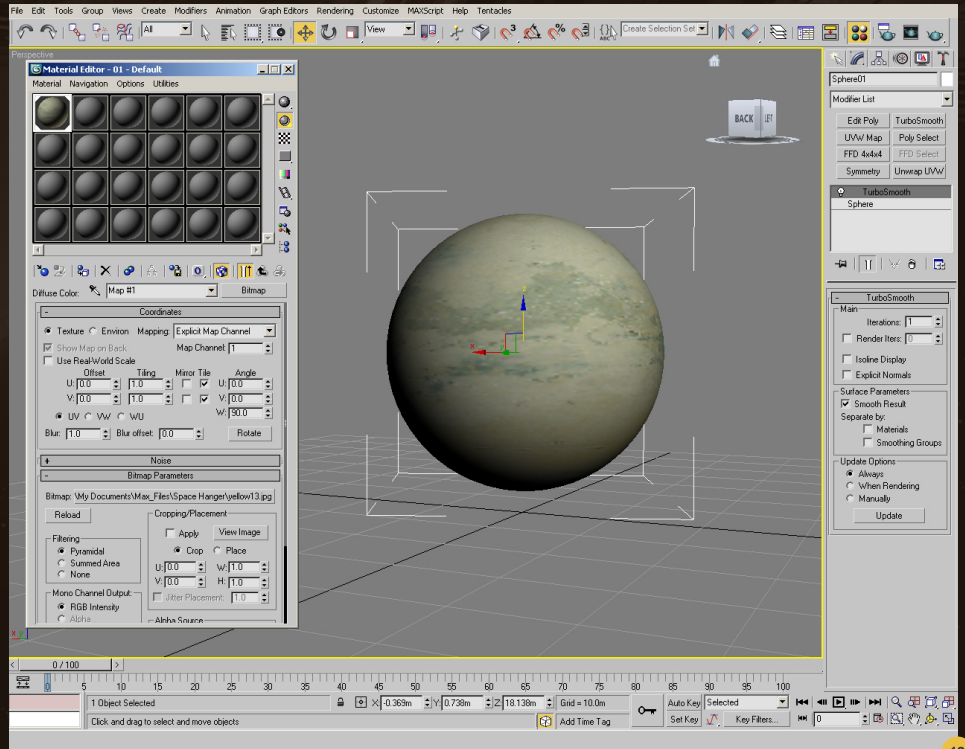 File Edit Tools Group Views Create Modifiers Animation Graph Editors Rendering Customize MAXScript Help Tentacles
All View Create Selection Set
Perspective
Material Editor - 01 - Default
Material Navigation Options Utilities
Diffuse Color: Map #1 Bitmap
- Coordinates
Texture Environ Mapping: Explicit Map Channel
Show Map on Back Map Channel: 1
Use Real-World Scale
Offset Tiling Mirror Tile Angle
U: 0.0 1.0 U: 0.0
V: 0.0 1.0 V: 0.0
UV VW WU W: 90.0
Blur: 1.0 Blur offset: 0.0 Rotate
+ Noise
- Bitmap Parameters
Bitmap: \My Documents\Max_Files\Space Hanger\yellow13.jpg
Reload
Cropping/Placement
Apply View Image
Crop Place
U: 0.0 W: 1.0
V: 0.0 H: 1.0
Jitter Placement: 1.0
Filtering
Pyramidal
Summed Area
None
Mono Channel Output:
RGB Intensity
Alpha
Alpha Source
BACK LEFT
z
x
Sphere01
Modifier List
Edit Poly TurboSmooth
UVW Map Poly Select
FFD 4x4x4 FFD Select
Symmetry Unwrap UVW
TurboSmooth
Sphere
- TurboSmooth
Main
Iterations: 1
Render Iters: 0
Isoline Display
Explicit Normals
Surface Parameters
Smooth Result
Separate by:
Materials
Smoothing Groups
Update Options
Always
When Rendering
Manually
Update
x y
< 0 / 100 >
0 5 10 15 20 25 30 35 40 45 50 55 60 65 70 75 80 85 90 95 100
1 Object Selected X: -0.369m Y: 0.738m Z: 18.138m Grid = 10.0m Auto Key Selected
Click and drag to select and move objects Add Time Tag Set Key Key Filters... 0